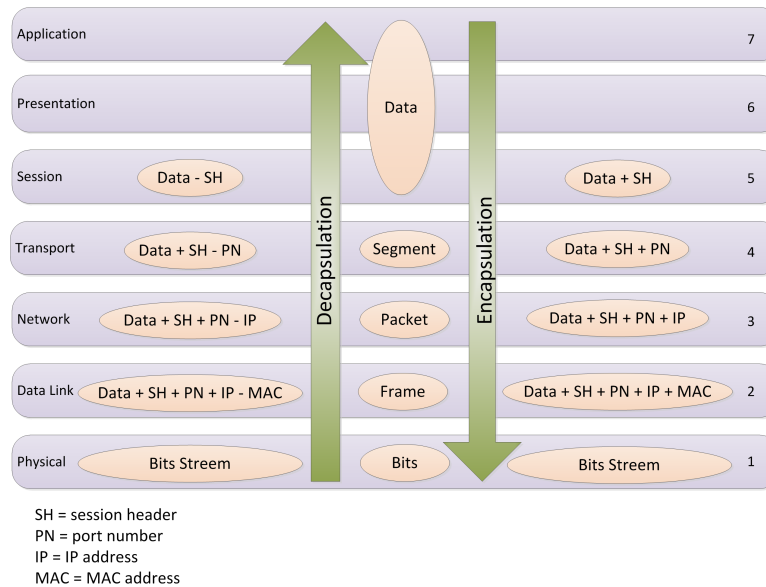 Application
7
Presentation
Data
6
Session
Data - SH
Data + SH
5
Transport
Data + SH - PN
Segment
Data + SH + PN
4
Decapsulation
Encapsulation
Network
Data + SH + PN - IP
Packet
Data + SH + PN + IP
3
Data Link
Data + SH + PN + IP - MAC
Frame
Data + SH + PN + IP + MAC
2
Physical
Bits Streem
Bits
Bits Streem
1
SH = session header
PN = port number
IP = IP address
MAC = MAC address